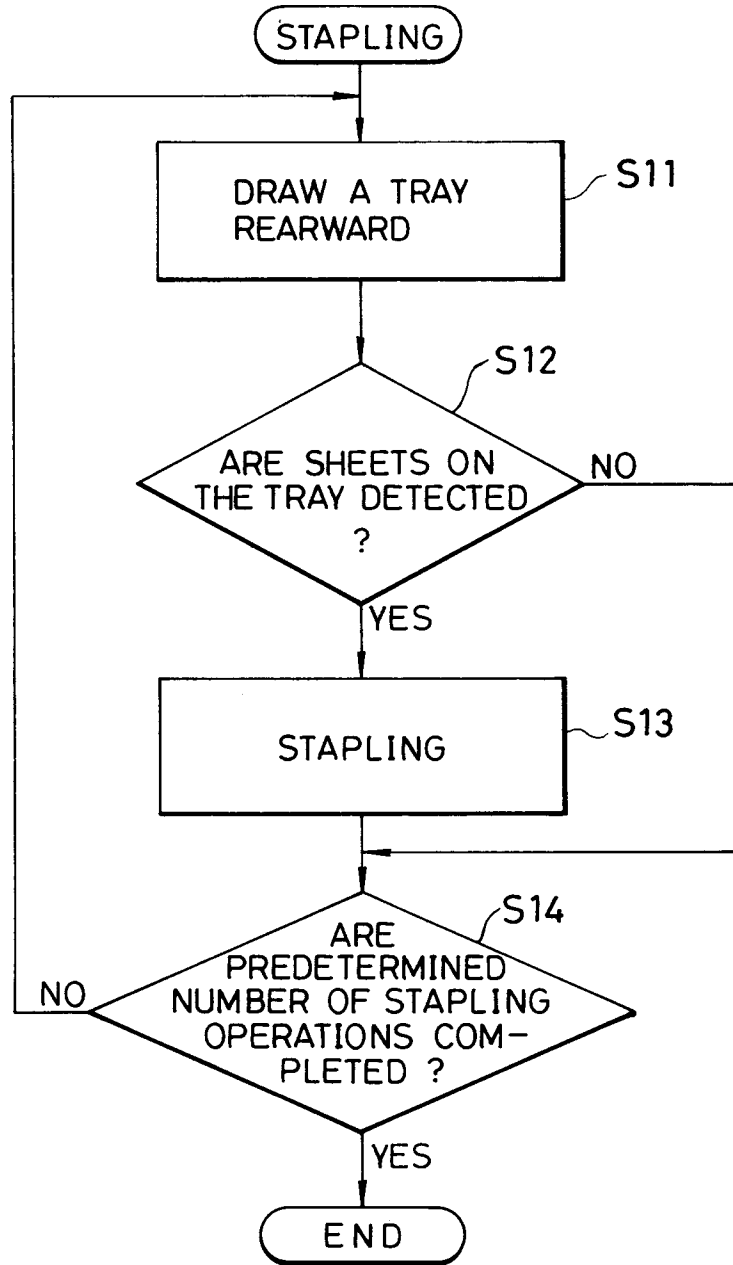 STAPLING
DRAW A TRAY
REARWARD
S11
S12
ARE SHEETS ON
THE TRAY DETECTED
?
NO
YES
STAPLING
S13
S14
ARE
PREDETERMINED
NUMBER OF STAPLING
OPERATIONS COM-
PLETED ?
NO
YES
END